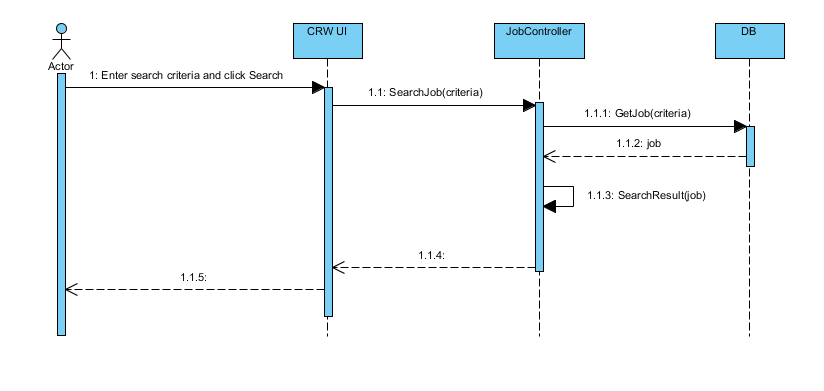 CRW UI
JobController
DB
Actor
1: Enter search criteria and click Search
1.1: SearchJob(criteria)
1.1.1: GetJob(criteria)
1.1.2: job
1.1.3: SearchResult(job)
1.1.4:
1.1.5: